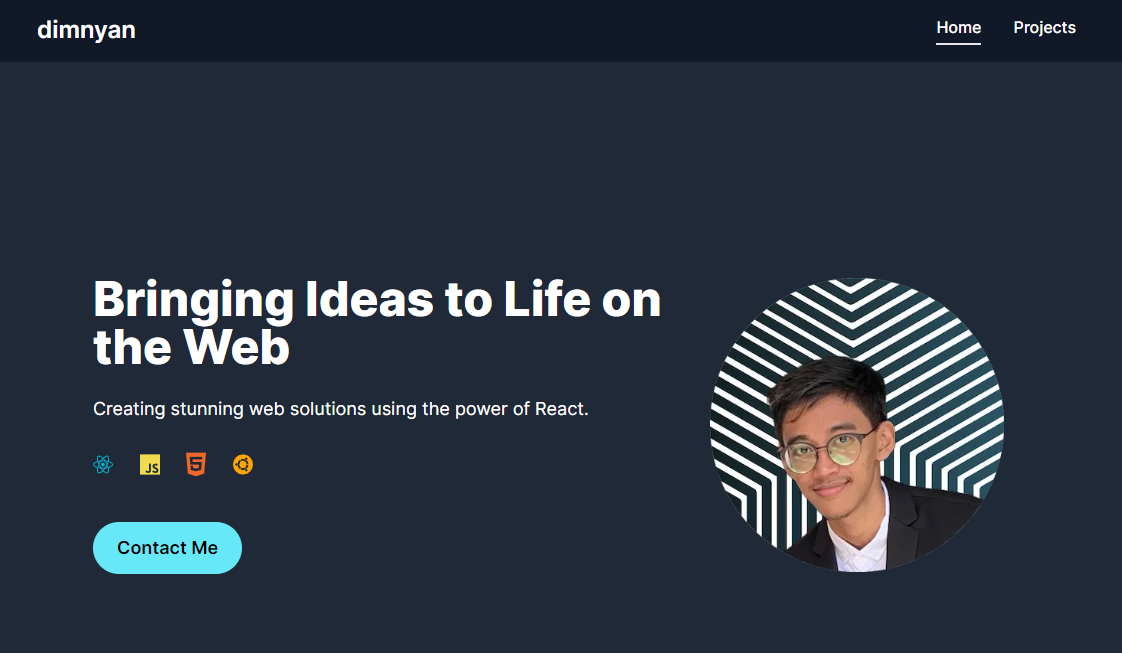 dimnyan
Home
Projects
Bringing Ideas to Life on
the Web
Creating stunning web solutions using the power of React.
JS
5
Contact Me